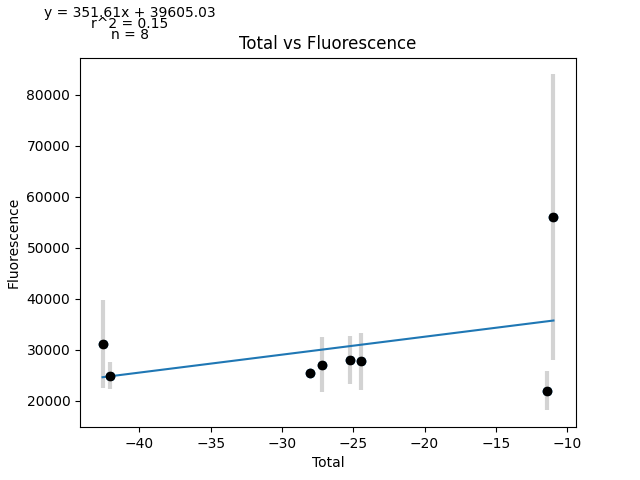 y = 351.61x + 39605.03
r^2 = 0.15
n = 8
Total vs Fluorescence
80000
70000
60000
50000
40000
30000
20000
Fluorescence
−40
−35
−30
−25
−20
−15
−10
Total